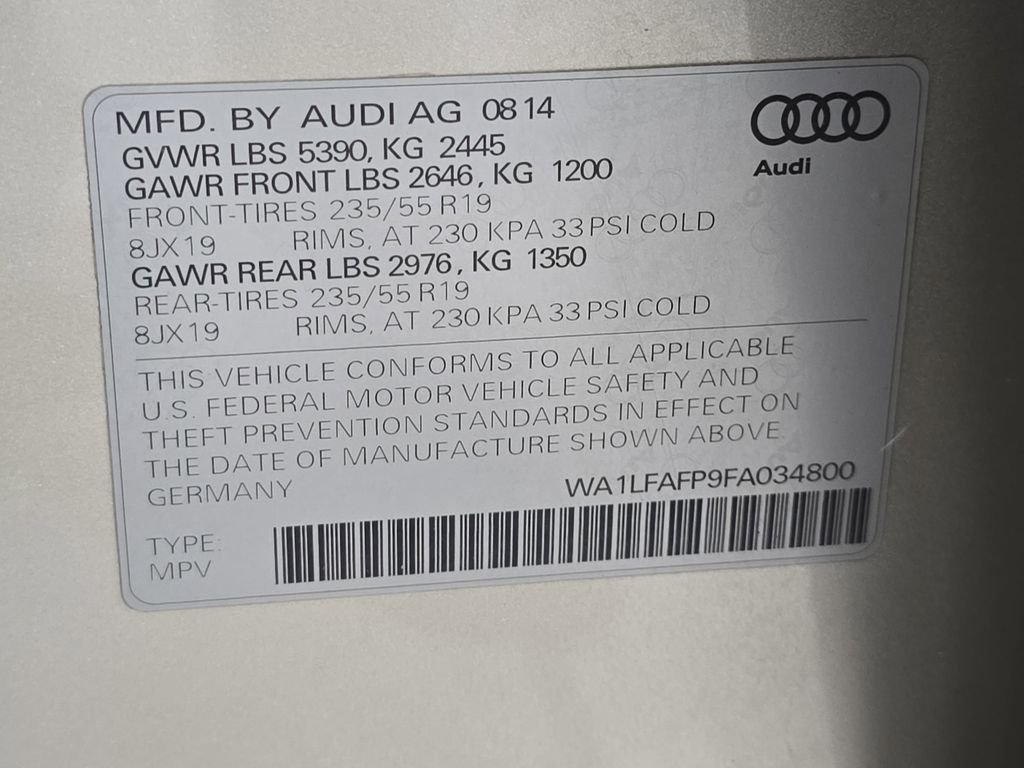 MFD. BY AUDI AG 0814
Audi
GVWR LBS 5390, KG 2445
GAWR FRONT LBS 2646, KG 1200
FRONT-TIRES 235/55 R19
8JX19 RIMS, AT 230 KPA 33 PSI COLD
GAWR REAR LBS 2976, KG 1350
REAR-TIRES 235/55 R19
8JX19 RIMS, AT 230 KPA 33 PSI COLD
THIS VEHICLE CONFORMS TO ALL APPLICABLE
U.S. FEDERAL MOTOR VEHICLE SAFETY AND
THEFT PREVENTION STANDARDS IN EFFECT ON
THE DATE OF MANUFACTURE SHOWN ABOVE.
GERMANY WA1LFAFP9FA034800
TYPE:
MPV